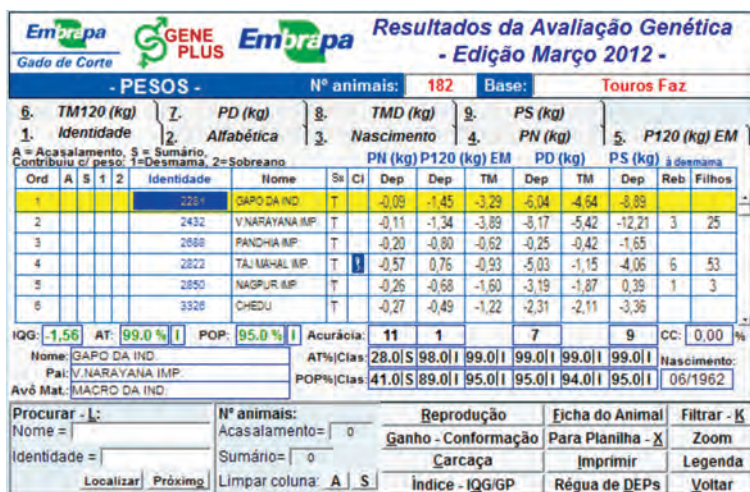 Embrapa
Gado de Corte
GENE PLUS
Embrapa
Resultados da Avaliação Genética
- Edição Março 2012 -
- PESOS - Nº animais: 182 Base: Touros Faz
6. TM120 (kg) 7. PD (kg) 8. TMD (kg) 9. PS (kg)
1. Identidade 2. Alfabética 3. Nascimento 4. PN (kg) 5. P120 (kg) EM
A = Acasalamento, S = Sumário,
Contribuiu c/ peso: 1=Desmama, 2=Sobreano
PN (kg) P120 (kg) EM PD (kg) PS (kg) à desmama
Ord A S 1 2 Identidade Nome Sx CI Dep Dep TM Dep TM Dep Reb Filhos
1 2281 GAPO DA IND. T -0,09 -1,45 -3,29 -6,04 -4,64 -8,89
2 2432 V.NARAYANA IMP. T -0,11 -1,34 -3,89 -8,17 -5,42 -12,21 3 25
3 2688 PANDHIA IMP. T -0,20 -0,80 -0,62 -0,25 -0,42 -1,65
4 2822 TAJ MAHAL IMP. T -0,57 0,76 -0,93 -5,03 -1,15 -4,06 6 53
5 2850 NAGPUR IMP. T -0,26 -0,68 -1,60 -3,19 -1,87 0,39 1 3
6 3326 CHEDU T -0,27 -0,49 -1,22 -2,31 -2,11 -3,36
IQG: -1,56 AT: 99.0 % I POP: 95.0 % I Acurácia: 11 1 7 9 CC: 0,00 %
Nome: GAPO DA IND. AT%|Clas: 28.0|S 98.0|I 99.0|I 99.0|I 99.0|I 99.0|I Nascimento:
Pai: V.NARAYANA IMP. POP%|Clas: 41.0|S 89.0|I 95.0|I 95.0|I 94.0|I 95.0|I 06/1962
Avô Mat.: MACRO DA IND.
Procurar - L: Nº animais: Reprodução Ficha do Animal Filtrar - K
Nome = Acasalamento= 0 Ganho - Conformação Para Planilha - X Zoom
Identidade = Sumário= 0 Carcaça Imprimir Legenda
Localizar Próximo Limpar coluna: A S Índice - IQG/GP Régua de DEPs Voltar